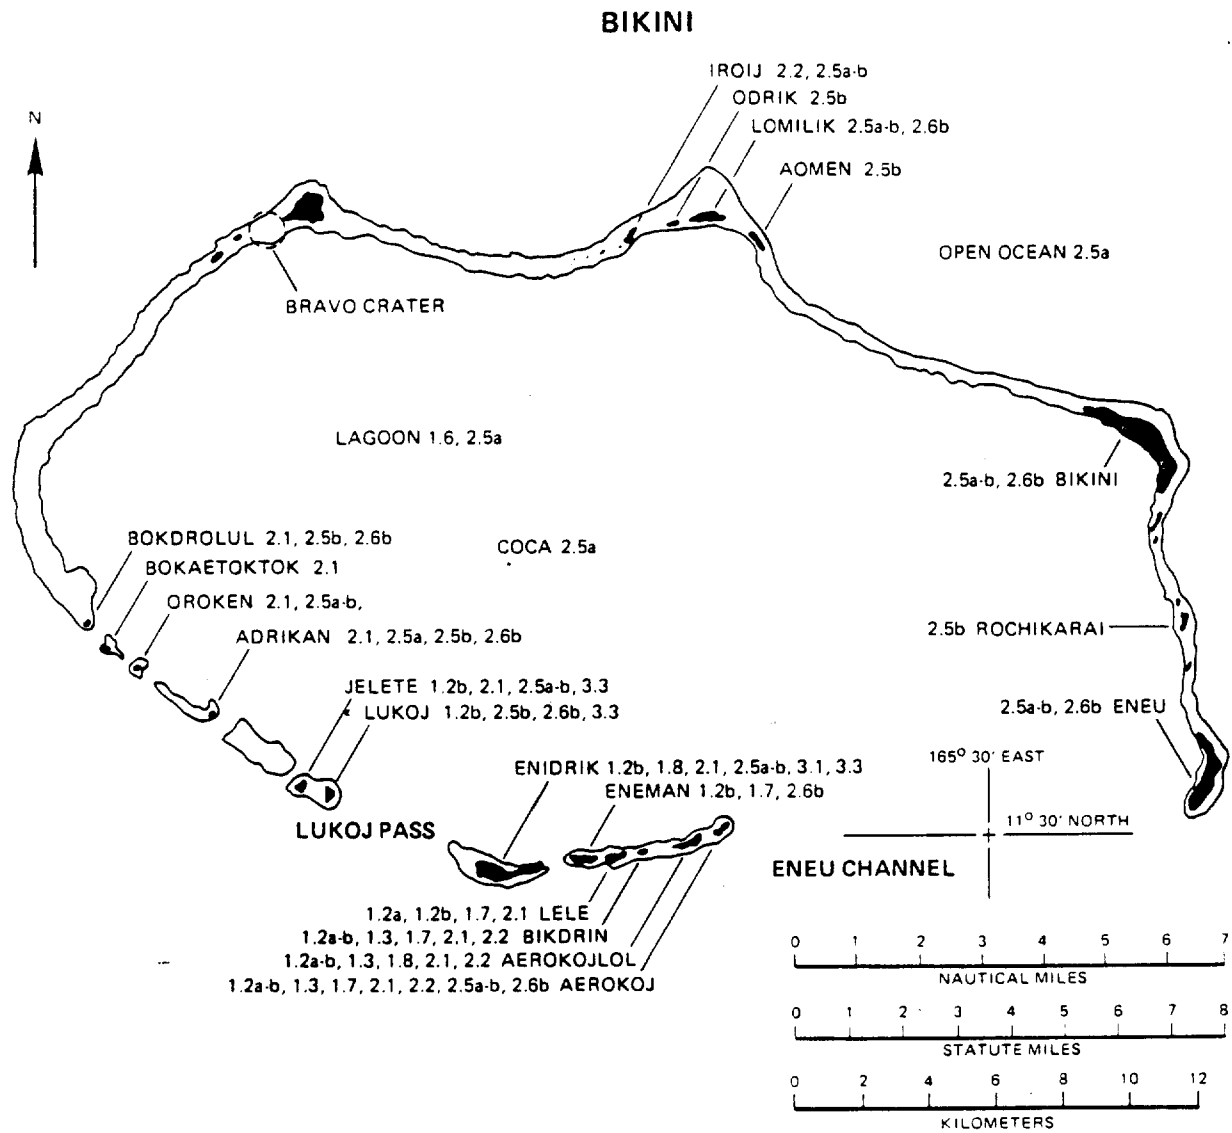 BIKINI
IROIJ 2.2, 2.5a-b
ODRIK 2.5b
LOMILIK 2.5a-b, 2.6b
AOMEN 2.5b
N
OPEN OCEAN 2.5a
BRAVO CRATER
LAGOON 1.6, 2.5a
2.5a-b, 2.6b BIKINI
BOKDROLUL 2.1, 2.5b, 2.6b
COCA 2.5a
BOKAETOKTOK 2.1
OROKEN 2.1, 2.5a-b,
2.5b ROCHIKARAI
ADRIKAN 2.1, 2.5a, 2.5b, 2.6b
JELETE 1.2b, 2.1, 2.5a-b, 3.3
LUKOJ 1.2b, 2.5b, 2.6b, 3.3
2.5a-b, 2.6b ENEU
ENIDRIK 1.2b, 1.8, 2.1, 2.5a-b, 3.1, 3.3
ENEMAN 1.2b, 1.7, 2.6b
165° 30' EAST
11° 30' NORTH
LUKOJ PASS
ENEU CHANNEL
1.2a, 1.2b, 1.7, 2.1 LELE
1.2a-b, 1.3, 1.7, 2.1, 2.2 BIKDRIN
1.2a-b, 1.3, 1.8, 2.1, 2.2 AEROKOJLOL
1.2a-b, 1.3, 1.7, 2.1, 2.2, 2.5a-b, 2.6b AEROKOJ
0 1 2 3 4 5 6 7
NAUTICAL MILES
0 1 2 3 4 5 6 7 8
STATUTE MILES
0 2 4 6 8 10 12
KILOMETERS